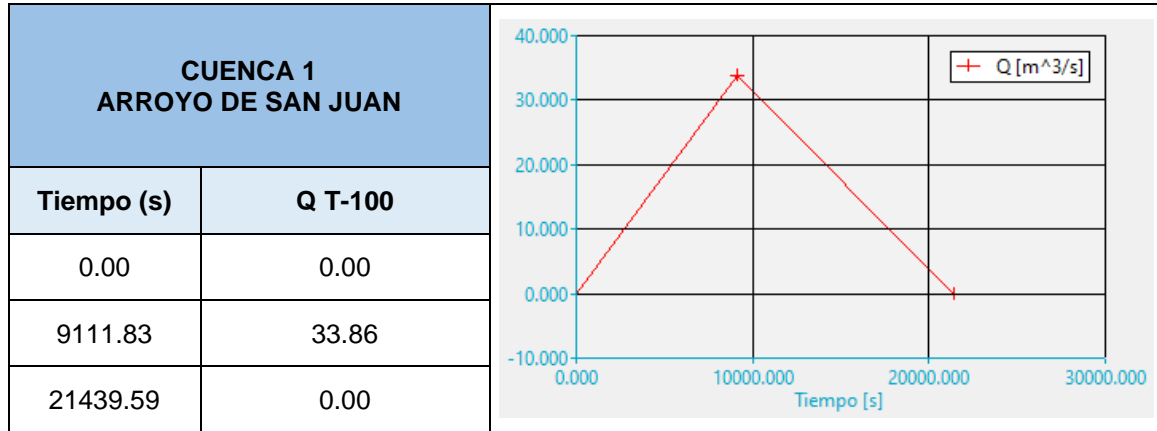 CUENCA 1
ARROYO DE SAN JUAN
Tiempo (s) Q T-100
0.00 0.00
9111.83 33.86
21439.59 0.00
40.000
30.000
20.000
10.000
0.000
-10.000
0.000 10000.000 20000.000 30000.000
Tiempo [s]
Q [m^3/s]